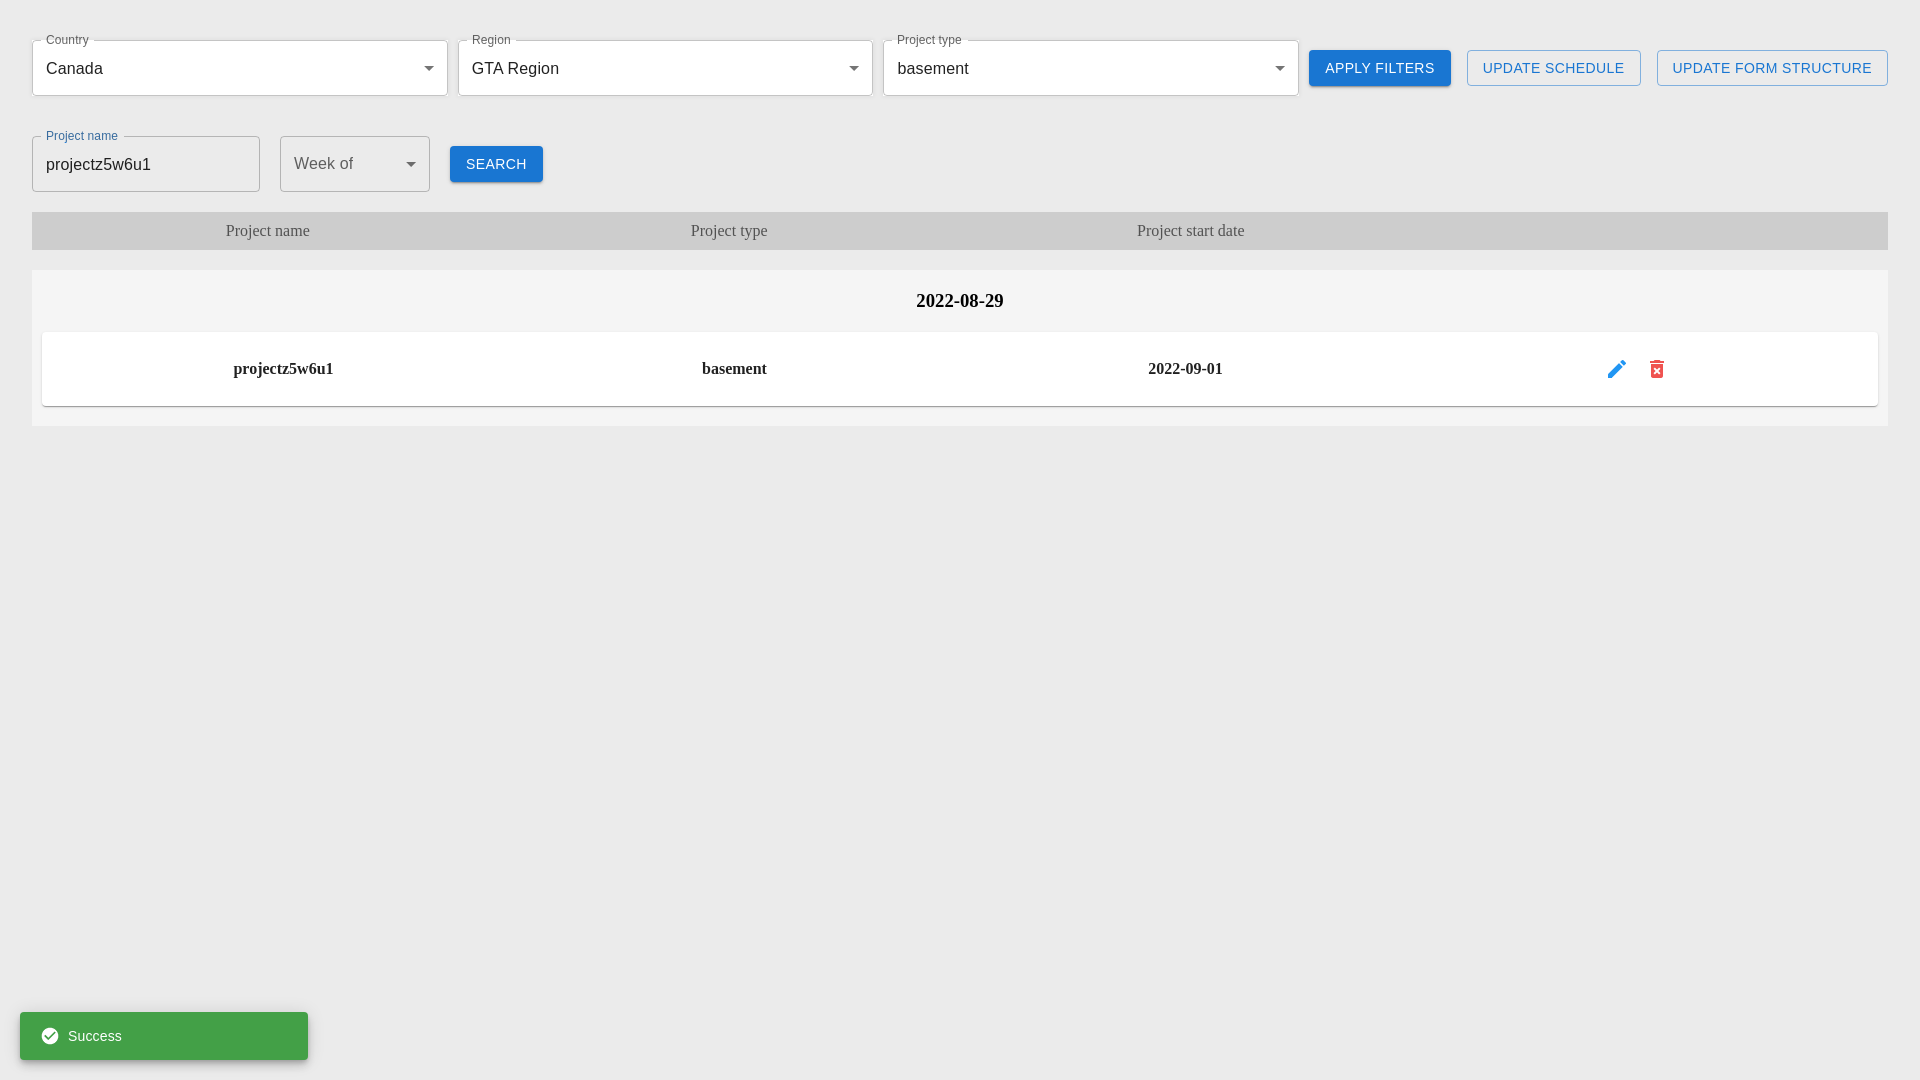 Country
Canada
Region
GTA Region
Project type
basement
APPLY FILTERS
UPDATE SCHEDULE
UPDATE FORM STRUCTURE
Project name
projectz5w6u1
Week of
SEARCH
Project name Project type Project start date
2022-08-29
projectz5w6u1 basement 2022-09-01
Success